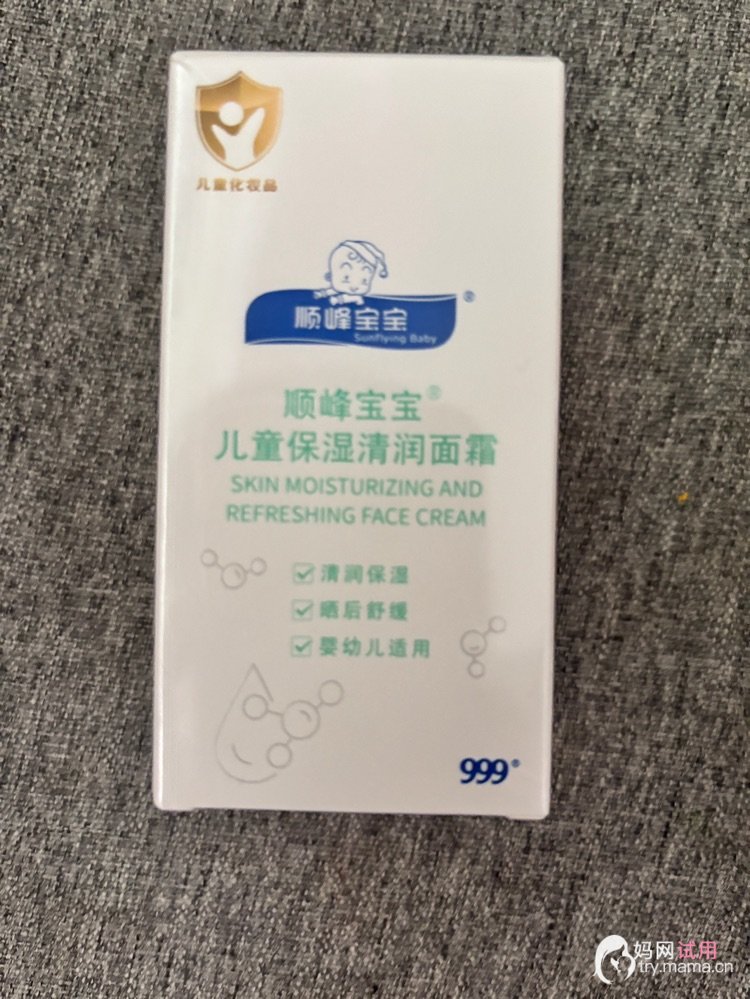 儿童化妆品
顺峰宝宝®
Sunflying Baby
顺峰宝宝®
儿童保湿清润面霜
SKIN MOISTURIZING AND
REFRESHING FACE CREAM
清润保湿
晒后舒缓
婴幼儿适用
999®
妈网试用
try.mama.cn